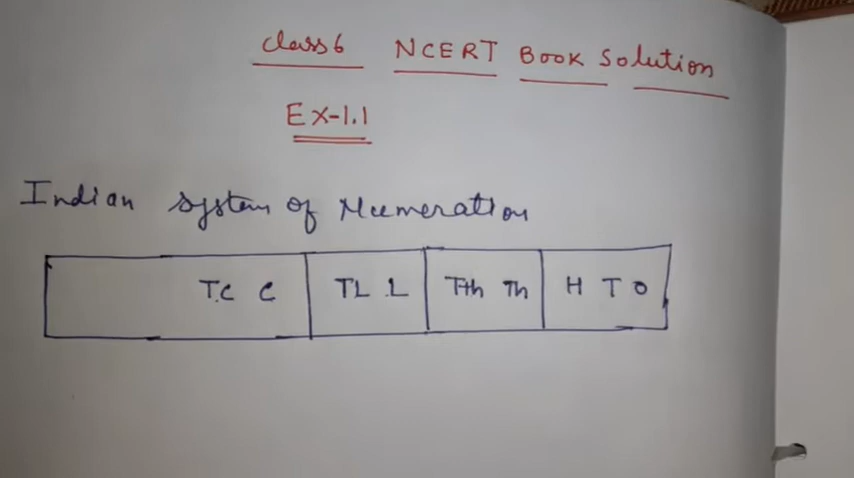 Class 6 NCERT Book Solution
Ex-1.1
Indian system of Numeration
T.C C TL L Tth Th H T O